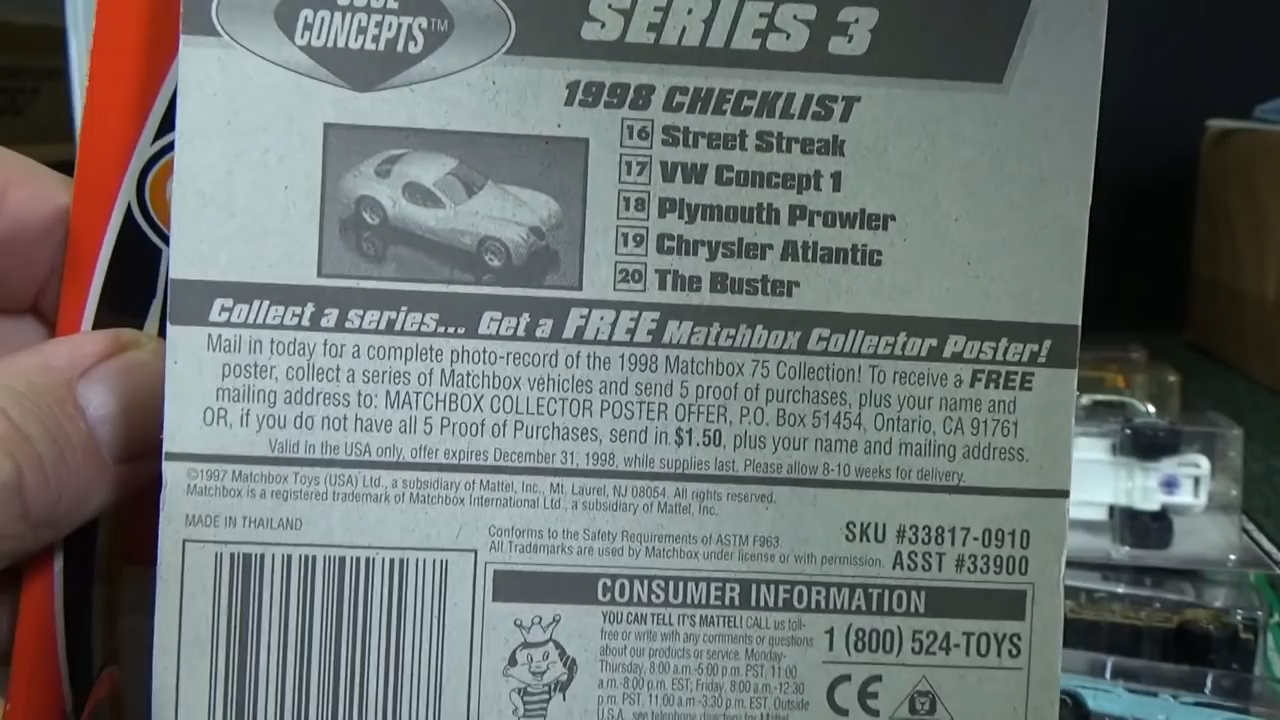 CONCEPTS™
SERIES 3
1998 CHECKLIST
16 Street Streak
17 VW Concept 1
18 Plymouth Prowler
19 Chrysler Atlantic
20 The Buster
Collect a series... Get a FREE Matchbox Collector Poster!
Mail in today for a complete photo-record of the 1998 Matchbox 75 Collection! To receive a FREE
poster, collect a series of Matchbox vehicles and send 5 proof of purchases, plus your name and
mailing address to: MATCHBOX COLLECTOR POSTER OFFER, P.O. Box 51454, Ontario, CA 91761
OR, if you do not have all 5 Proof of Purchases, send in $1.50, plus your name and mailing address.
Valid in the USA only, offer expires December 31, 1998, while supplies last. Please allow 8-10 weeks for delivery.
©1997 Matchbox Toys (USA) Ltd., a subsidiary of Mattel, Inc., Mt. Laurel, NJ 08054. All rights reserved.
Matchbox is a registered trademark of Matchbox International Ltd., a subsidiary of Mattel, Inc.
MADE IN THAILAND
Conforms to the Safety Requirements of ASTM F963.
All Trademarks are used by Matchbox under license or with permission.
SKU #33817-0910
ASST #33900
CONSUMER INFORMATION
YOU CAN TELL IT'S MATTEL! CALL us toll-
free or write with any comments or questions
about our products or service. Monday-
Thursday, 8:00 a.m.-5:00 p.m. PST, 11:00
a.m.-8:00 p.m. EST; Friday, 8:00 a.m.-12:30
p.m. PST, 11:00 a.m.-3:30 p.m. EST. Outside
U.S.A., see telephone directory for Mattel
1 (800) 524-TOYS
CE